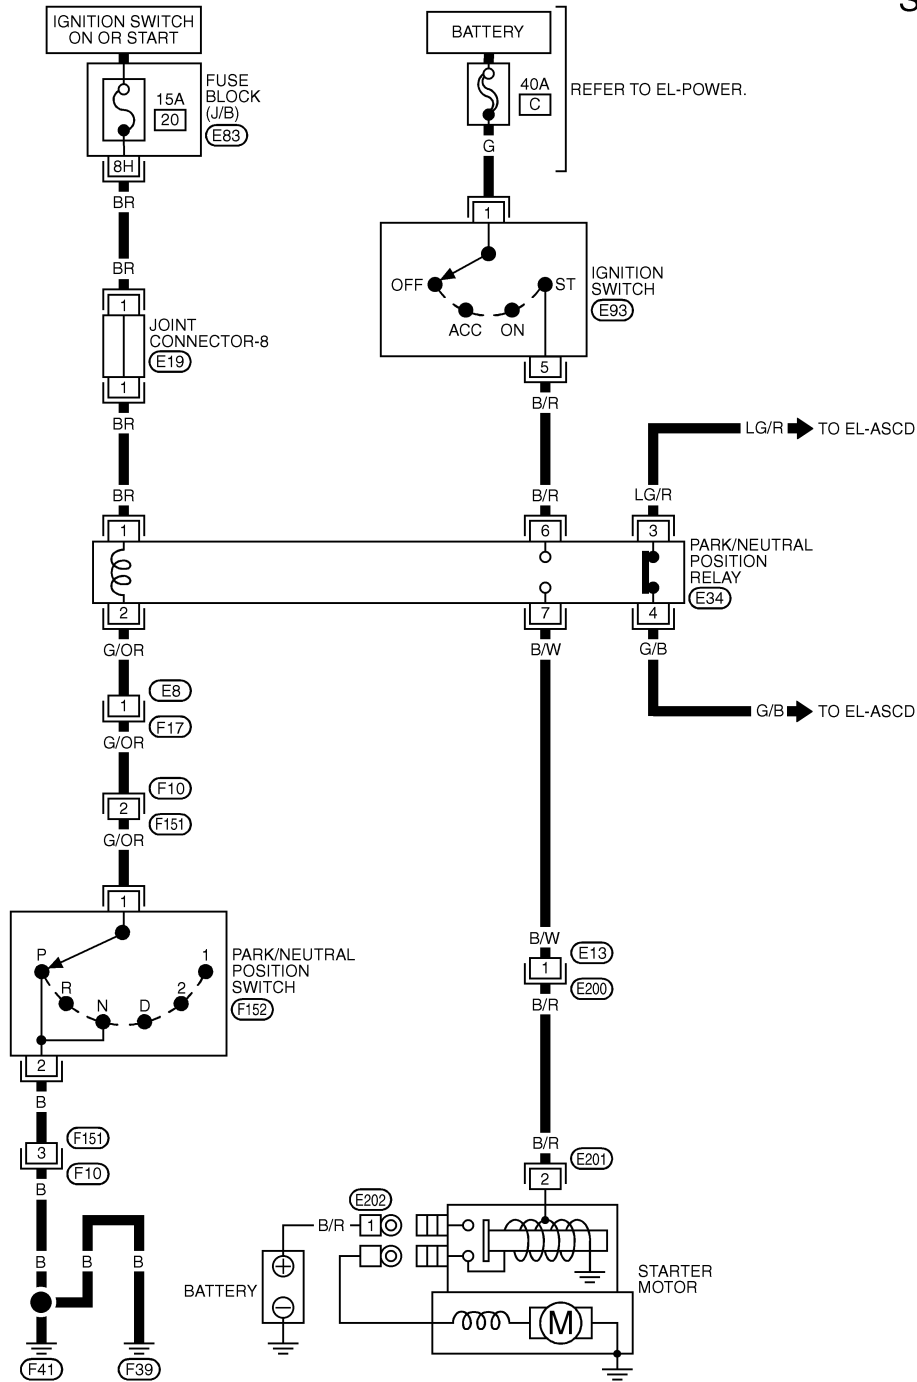 S
IGNITION SWITCH
ON OR START
BATTERY
15A
20
FUSE
BLOCK
(J/B)
E83
40A
C
REFER TO EL-POWER.
8H
G
BR
1
BR
OFF
ST
ACC
ON
IGNITION
SWITCH
E93
1
JOINT
CONNECTOR-8
E19
1
5
BR
B/R
LG/R
TO EL-ASCD
BR
B/R
LG/R
1
6
3
PARK/NEUTRAL
POSITION
RELAY
E34
2
7
4
G/OR
B/W
G/B
E8
1
F17
G/B
TO EL-ASCD
G/OR
F10
2
F151
G/OR
1
P
R
N
D
2
1
PARK/NEUTRAL
POSITION
SWITCH
F152
B/W
E13
1
E200
B/R
2
B
F151
3
F10
B
B/R
E201
2
E202
B/R
1
B
B
B
BATTERY
STARTER
MOTOR
M
F41
F39